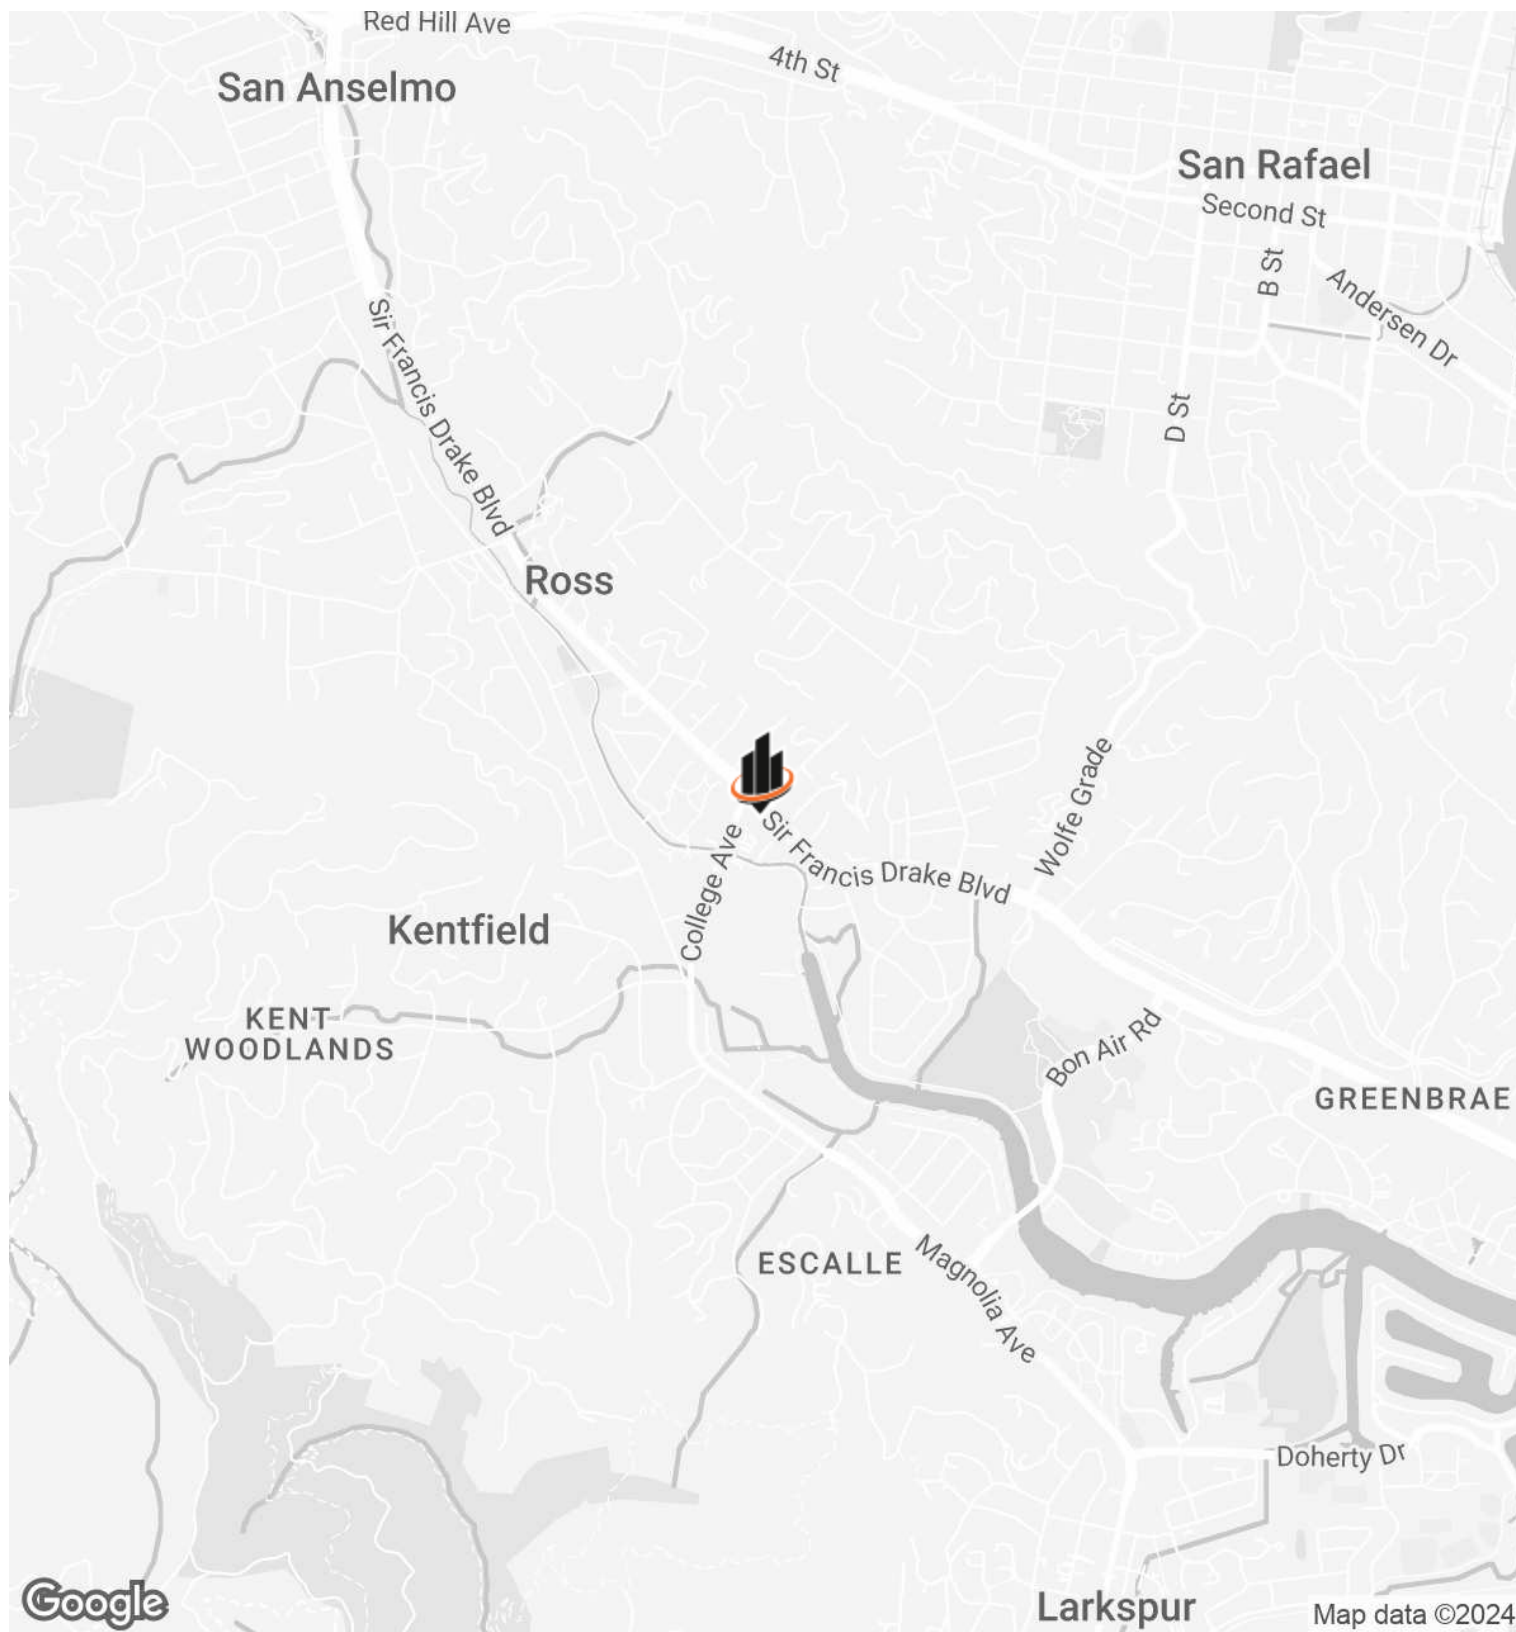 Red Hill Ave
4th St
San Anselmo
San Rafael
Second St
B St
Andersen Dr
Sir Francis Drake Blvd
D St
Ross
Wolfe Grade
Sir Francis Drake Blvd
College Ave
Kentfield
KENT
WOODLANDS
Bon Air Rd
GREENBRAE
ESCALLE
Magnolia Ave
Doherty Dr
Larkspur
Google
Map data ©2024